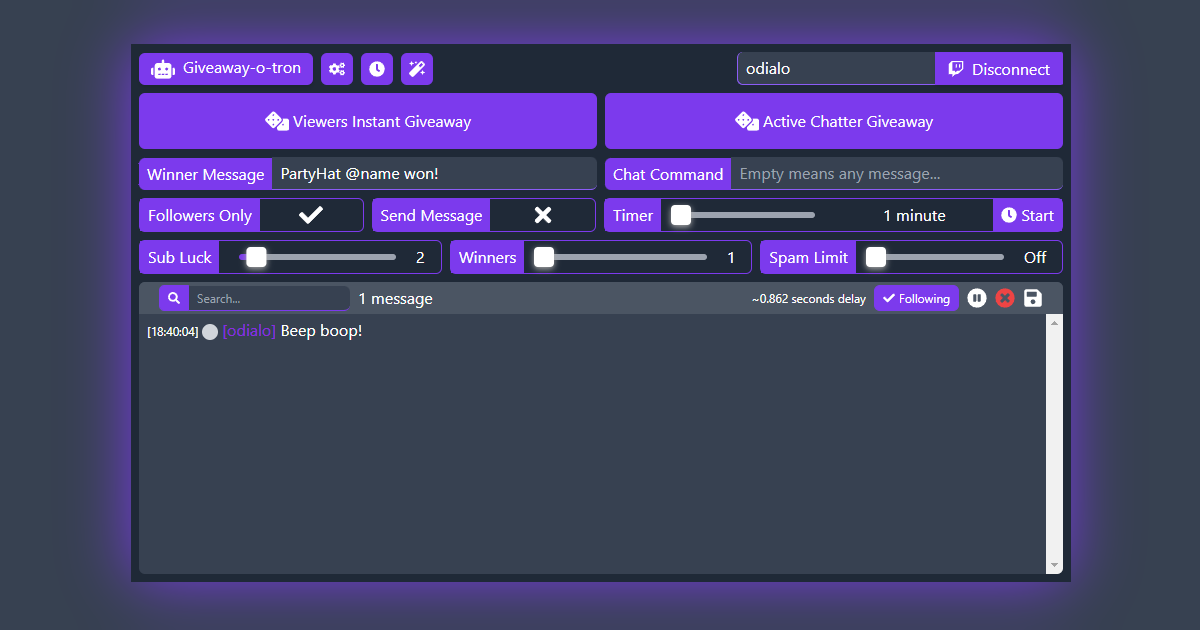 Giveaway-o-tron odialo Disconnect
Viewers Instant Giveaway Active Chatter Giveaway
Winner Message PartyHat @name won! Chat Command Empty means any message...
Followers Only Send Message Timer 1 minute Start
Sub Luck 2 Winners 1 Spam Limit Off
Search... 1 message ~0.862 seconds delay Following
[18:40:04] [odialo] Beep boop!